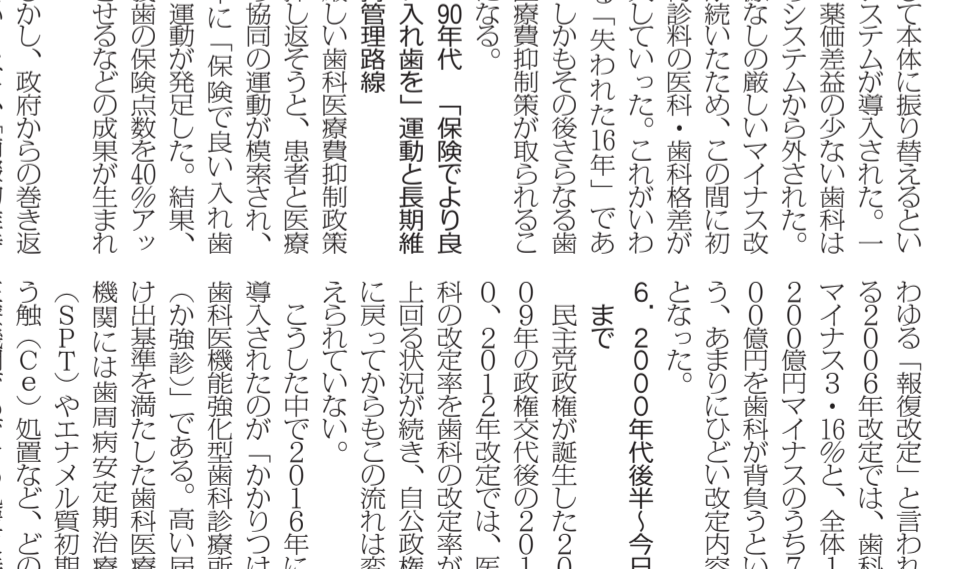 て本体に振り替えるとい
ステムが導入された。一
薬価差益の少ない歯科は
システムから外された。
なしの厳しいマイナス改
続いたため、この間に初
診料の医科・歯科格差が
していった。これがいわ
「失われた16年」であ
しかもその後さらなる歯
療費抑制策が取られるこ
なる。
90年代　「保険でより良
入れ歯を」運動と長期維
管理路線
しい歯科医療費抑制政策
し返そうと、患者と医療
協同の運動が模索され、
に「保険で良い入れ歯
運動が発足した。結果、
歯の保険点数を40%アッ
せるなどの成果が生まれ
かし、政府からの巻き返
わゆる「報復改定」と言われ
る2006年改定では、歯科
マイナス3・16%と、全体1
200億円マイナスのうち7
00億円を歯科が背負うとい
う、あまりにひどい改定内容
となった。
6．2000年代後半～今日
まで
民主党政権が誕生した20
09年の政権交代後の201
0、2012年改定では、医
科の改定率を歯科の改定率が
上回る状況が続き、自公政権
に戻ってからもこの流れは変
えられていない。
こうした中で2016年に
導入されたのが「かかりつけ
歯科医機能強化型歯科診療所
（か強診）」である。高い届
け出基準を満たした歯科医療
機関には歯周病安定期治療
（SPT）やエナメル質初期
う触（Ce）処置など、どの